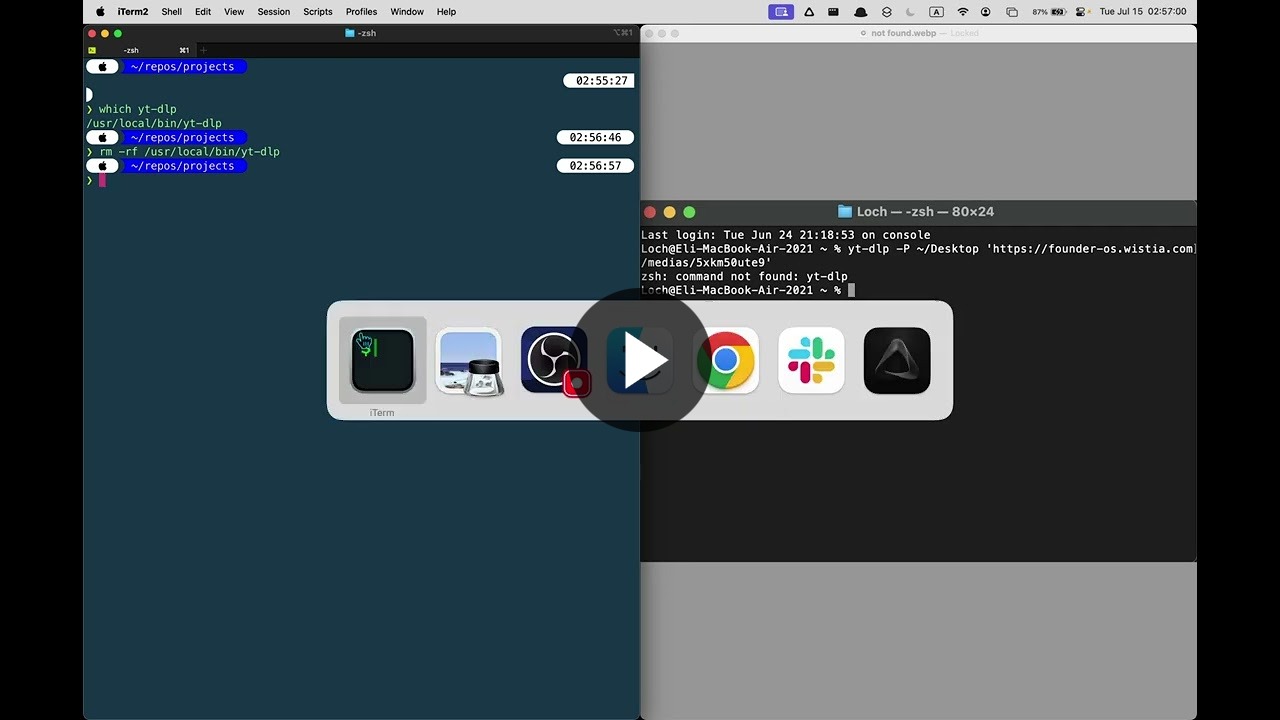 iTerm2 Shell Edit View Session Scripts Profiles Window Help
A 87% Tue Jul 15 02:57:00
-zsh ⌥⌘1
-zsh ⌘1 +
~/repos/projects
02:55:27
❯ which yt-dlp
/usr/local/bin/yt-dlp
~/repos/projects 02:56:46
❯ rm -rf /usr/local/bin/yt-dlp
~/repos/projects 02:56:57
❯
not found.webp — Locked
Loch — -zsh — 80×24
Last login: Tue Jun 24 21:18:53 on console
Loch@Eli-MacBook-Air-2021 ~ % yt-dlp -P ~/Desktop 'https://founder-os.wistia.com]
/medias/5xkm50ute9'
zsh: command not found: yt-dlp
Loch@Eli-MacBook-Air-2021 ~ %
$
iTerm